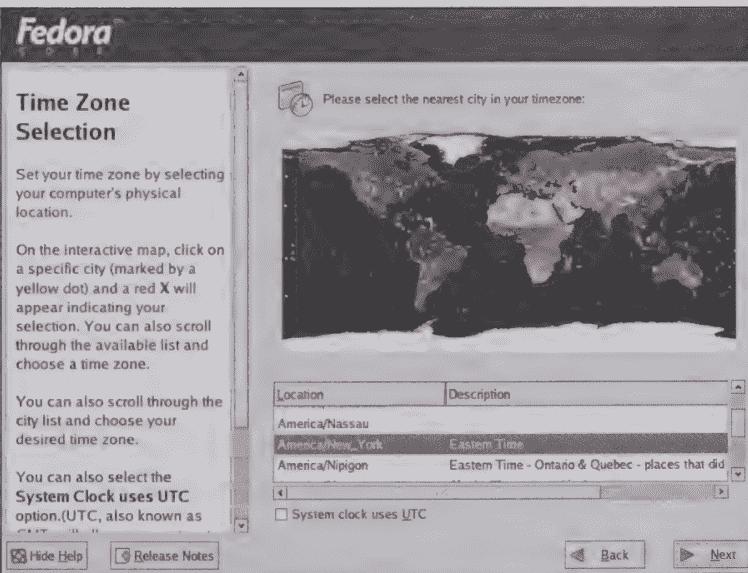 Fedora
CORE
Time Zone
Selection
Set your time zone by selecting
your computer's physical
location.
On the interactive map, click on
a specific city (marked by a
yellow dot) and a red X will
appear indicating your
selection. You can also scroll
through the available list and
choose a time zone.
You can also scroll through the
city list and choose your
desired time zone.
You can also select the
System Clock uses UTC
option.(UTC, also known as
Please select the nearest city in your timezone:
Location Description
America/Nassau
America/New_York Eastern Time
America/Nipigon Eastern Time - Ontario & Quebec - places that did
System clock uses UTC
Hide Help
Release Notes
Back
Next